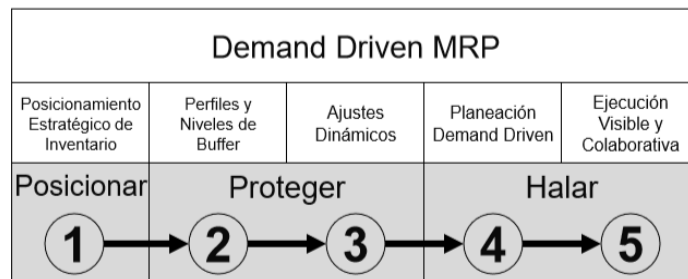 Demand Driven MRP
Posicionamiento
Estratégico de
Inventario
Perfiles y
Niveles de
Buffer
Ajustes
Dinámicos
Planeación
Demand Driven
Ejecución
Visible y
Colaborativa
Posicionar
Proteger
Halar
1
2
3
4
5